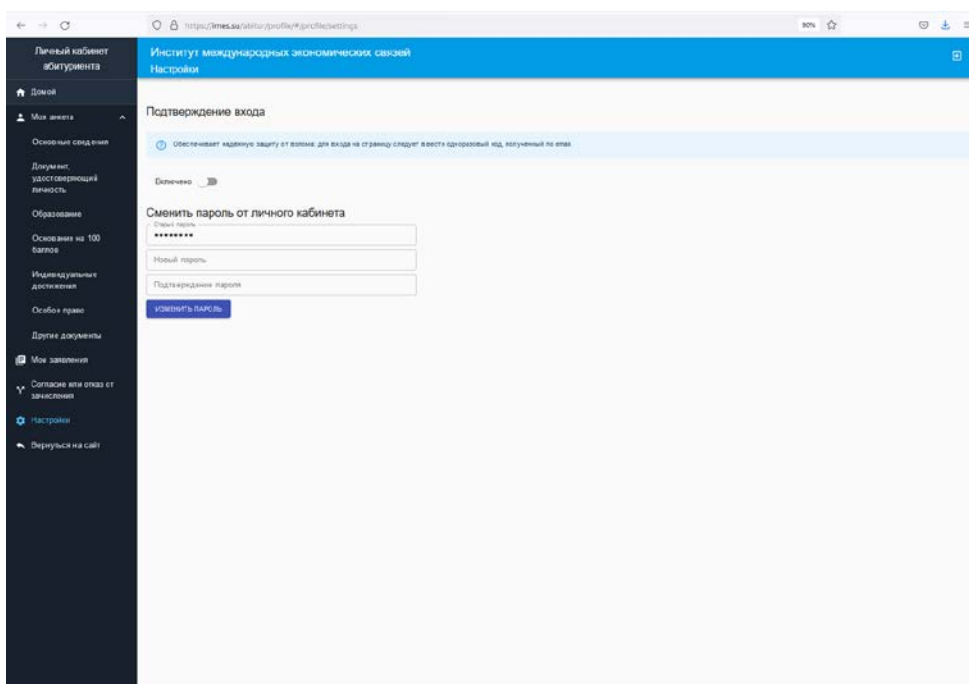 https://imes.su/abitur/profile/#/profile/settings
90%
Личный кабинет
абитуриента
Институт международных экономических связей
Настройки
Домой
Моя анкета
Основные сведения
Документ,
удостоверяющий
личность
Образование
Основания на 100
баллов
Индивидуальные
достижения
Особое право
Другие документы
Мои заявления
Согласие или отказ от
зачисления
Настройки
Вернуться на сайт
Подтверждение входа
Обеспечивает надежную защиту от взлома: для входа на страницу следует ввести одноразовый код, полученный по email
Включено
Сменить пароль от личного кабинета
Старый пароль
••••••••
Новый пароль
Подтверждание пароля
ИЗМЕНИТЬ ПАРОЛЬ